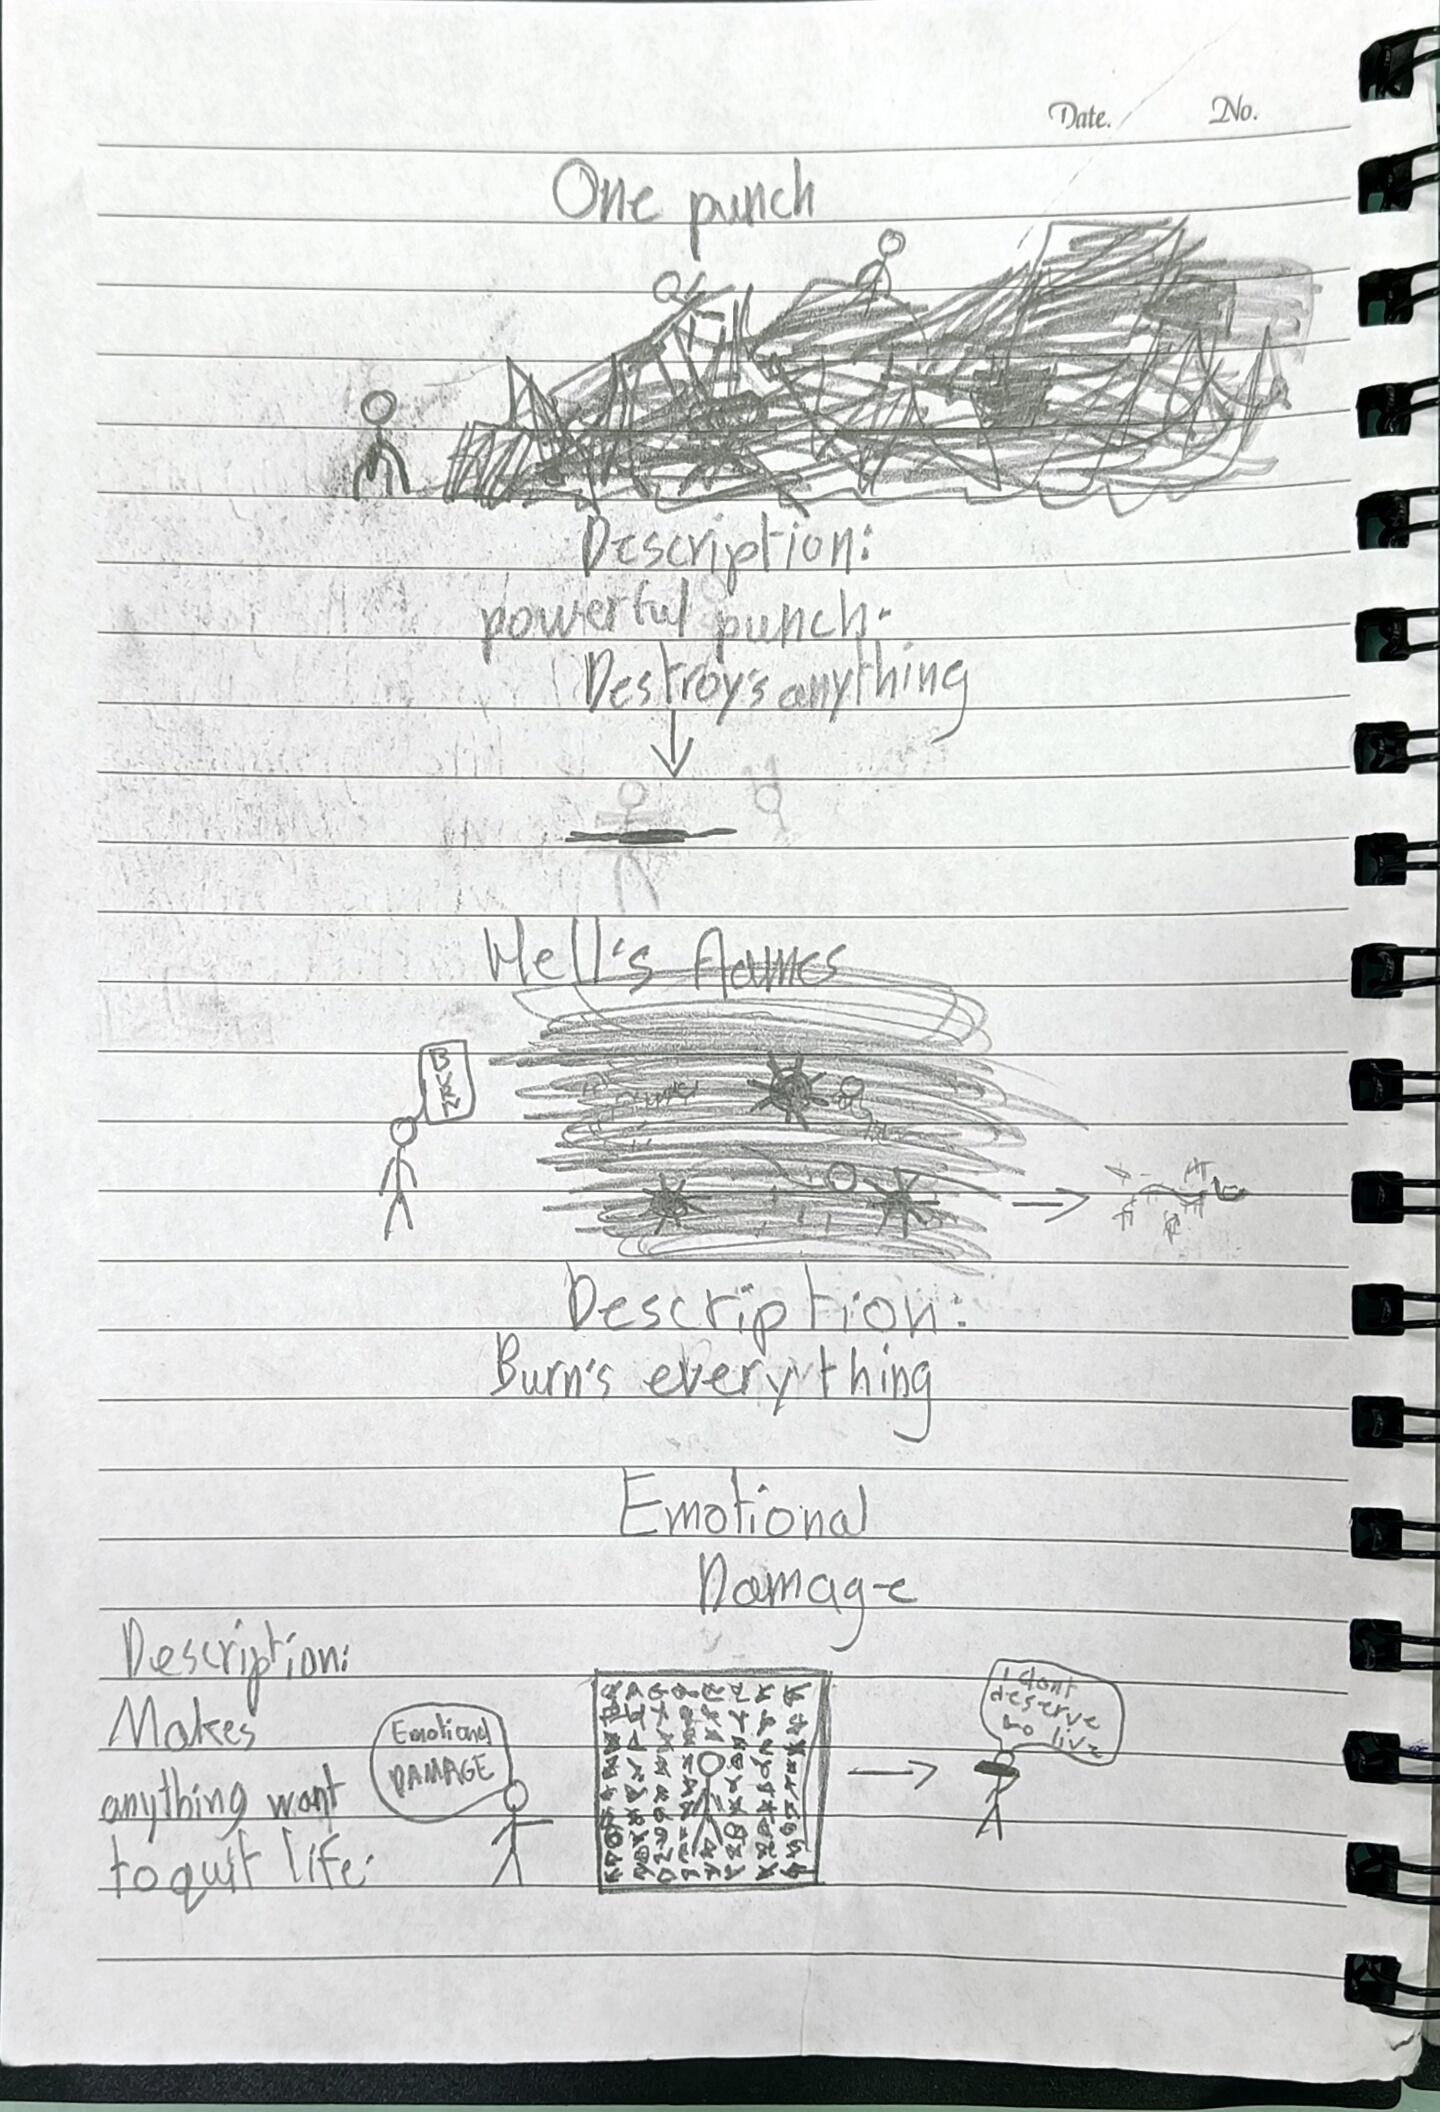 Date. No.
One punch
Description:
powerful punch.
Destroy's anything
Hell's flames
BURN
Description:
Burn's everything
Emotional
Damage
Description:
Makes
anything want
to quit life.
Emotional
DAMAGE
I dont
deserve
to live